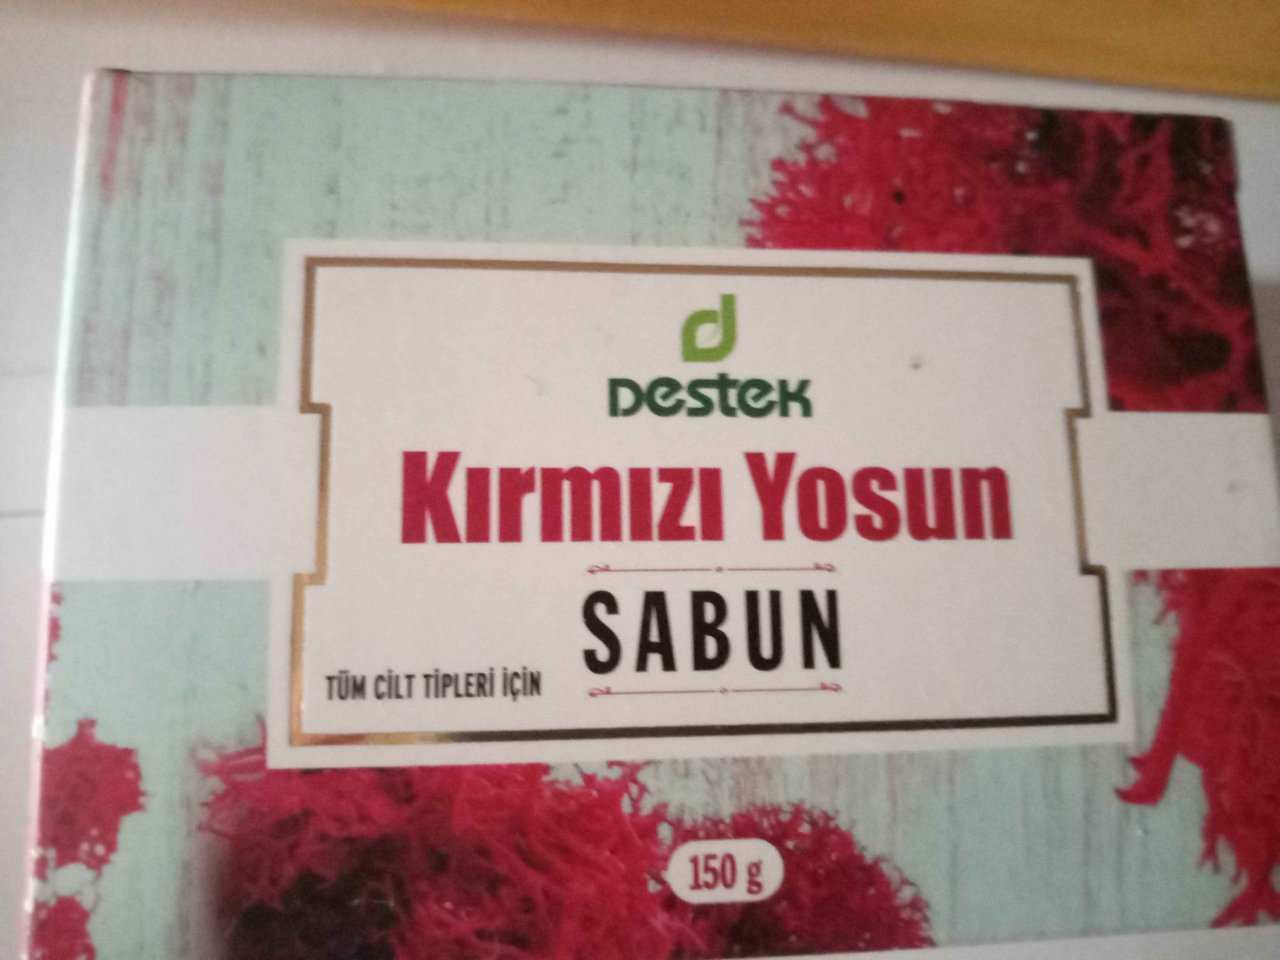 Destek
Kırmızı Yosun
SABUN
TÜM CİLT TİPLERİ İÇİN
150 g